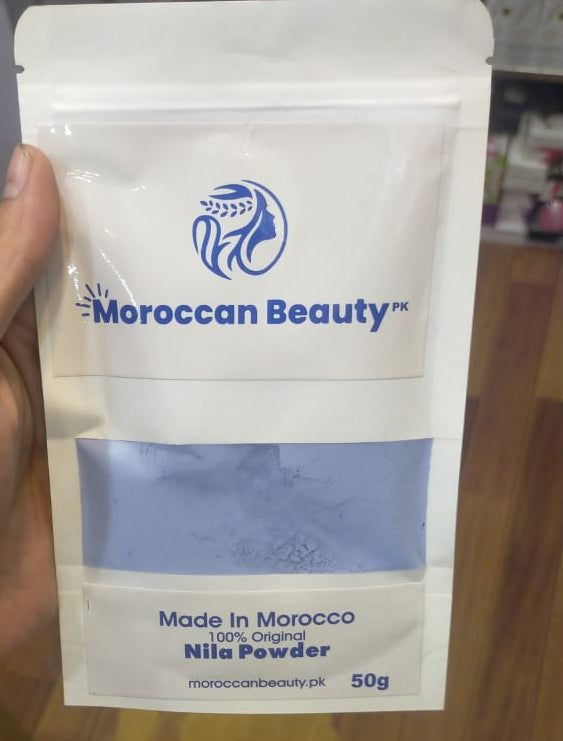 Moroccan Beauty PK
Made In Morocco
100% Original
Nila Powder
moroccanbeauty.pk 50g